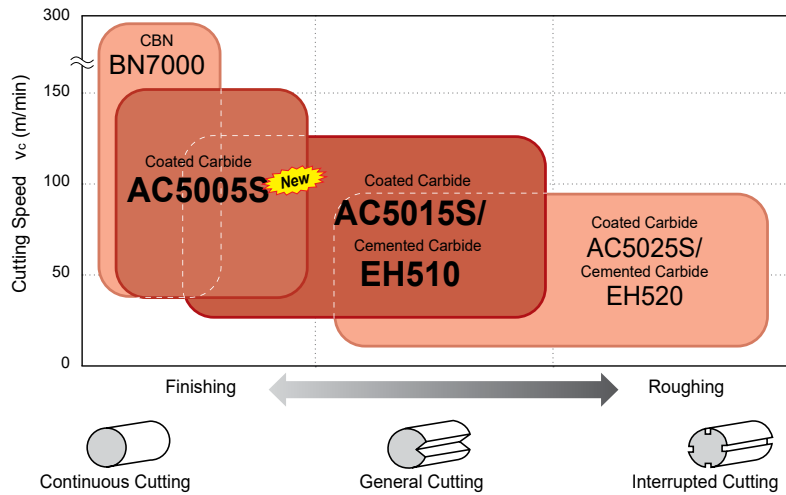 300
CBN
BN7000
150
Coated Carbide
AC5005S
New
100
Coated Carbide
AC5015S/
Cemented Carbide
EH510
Coated Carbide
AC5025S/
Cemented Carbide
EH520
50
0
Cutting Speed vc (m/min)
Finishing
Roughing
Continuous Cutting
General Cutting
Interrupted Cutting